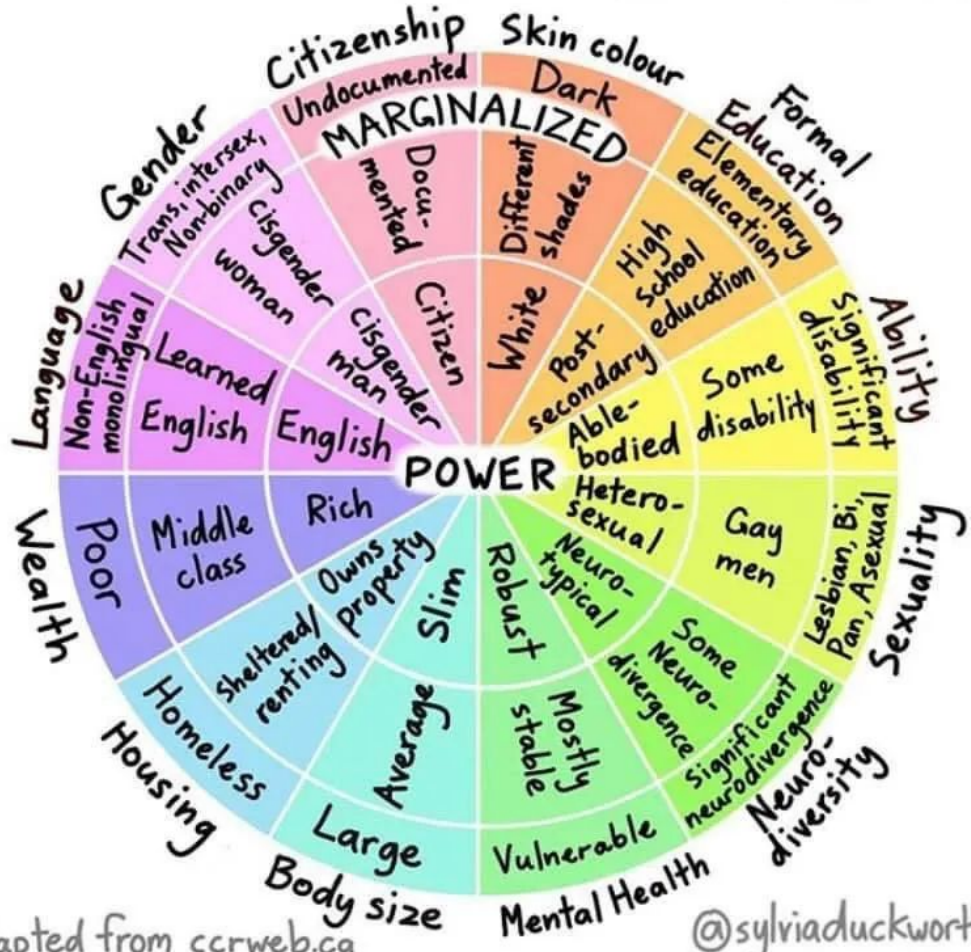 Citizenship
Undocumented
Docu-
mented
Citizen
Skin colour
Dark
Different
shades
White
Formal
Education
Elementary
education
High
School
education
Post-
secondary
Ability
Significant
disability
Some
disability
Able-
bodied
Sexuality
Lesbian, Bi,
Pan, Asexual
Gay
men
Hetero-
sexual
Neuro-
diversity
Significant
neurodivergence
Some
Neuro-
divergence
Neuro-
typical
Mental Health
Vulnerable
Mostly
stable
Robust
Body size
Large
Average
Slim
Housing
Homeless
Sheltered/
renting
Owns
property
Wealth
Poor
Middle
class
Rich
Language
Non-English
monolingual
Learned
English
English
Gender
Trans, intersex,
Non-binary
Cisgender
woman
Cisgender
man
MARGINALIZED
POWER
apted from ccrweb.ca
@sylviaduckwort